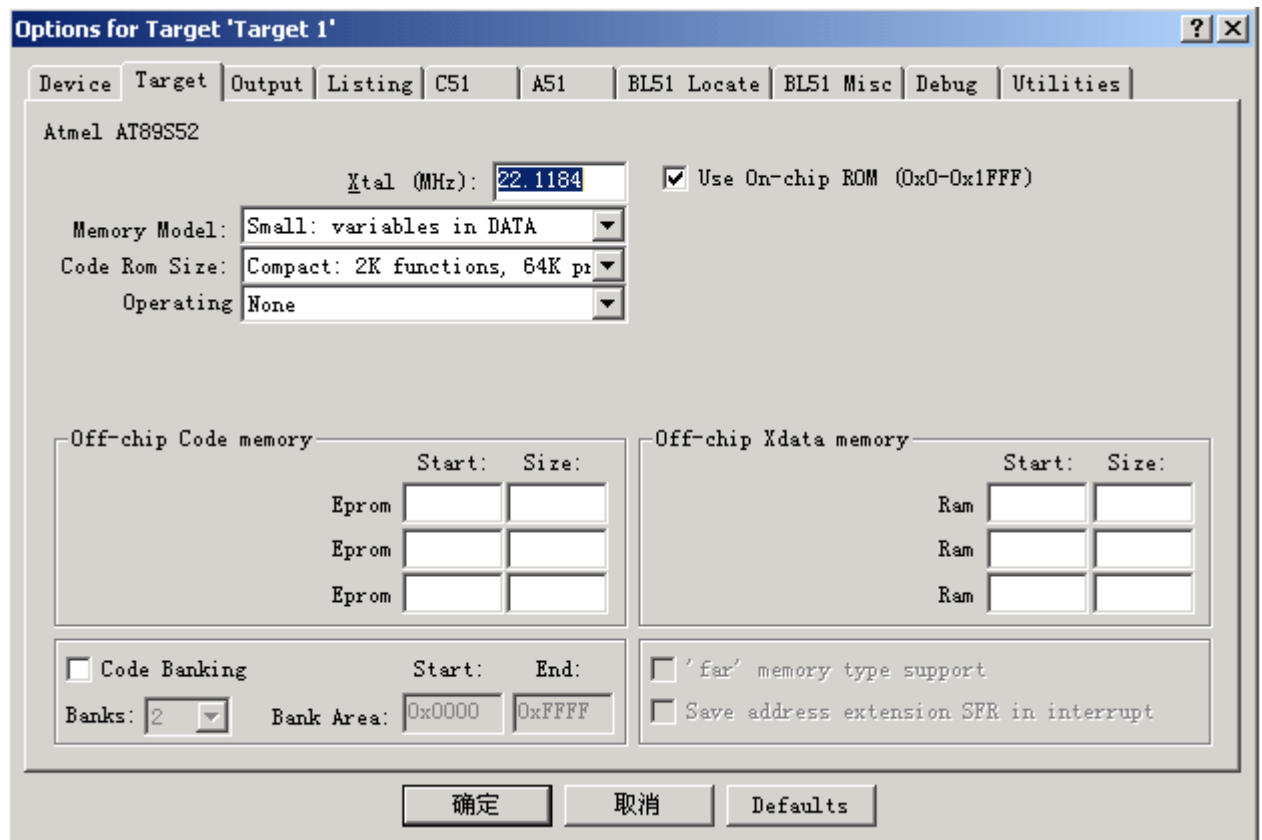 Options for Target 'Target 1'
Device Target Output Listing C51 A51 BL51 Locate BL51 Misc Debug Utilities
Atmel AT89S52
Xtal (MHz): 22.1184 Use On-chip ROM (0x0-0x1FFF)
Memory Model: Small: variables in DATA
Code Rom Size: Compact: 2K functions, 64K pr
Operating None
Off-chip Code memory Off-chip Xdata memory
Start: Size: Start: Size:
Eprom Ram
Eprom Ram
Eprom Ram
Code Banking Start: End: 'far' memory type support
Banks: 2 Bank Area: 0x0000 0xFFFF Save address extension SFR in interrupt
确定 取消 Defaults